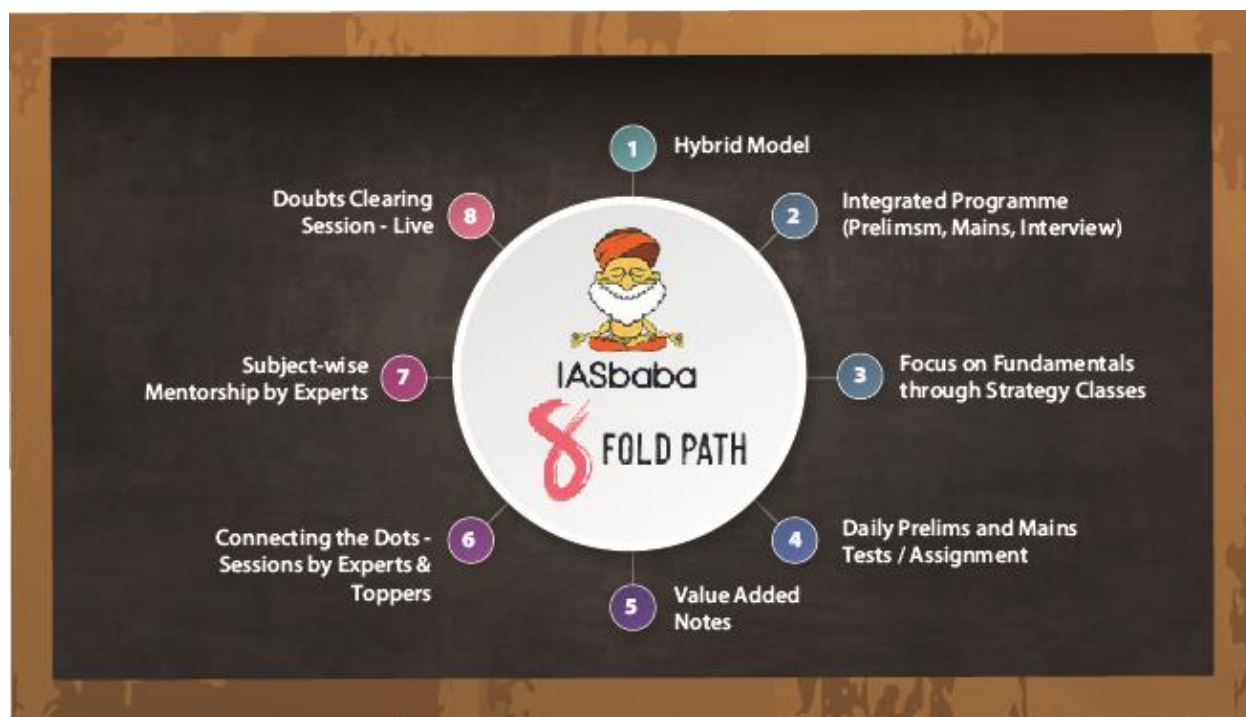 1
Hybrid Model
2
Integrated Programme
(Prelimsm, Mains, Interview)
3
Focus on Fundamentals
through Strategy Classes
4
Daily Prelims and Mains
Tests / Assignment
5
Value Added
Notes
6
Connecting the Dots -
Sessions by Experts &
Toppers
7
Subject-wise
Mentorship by Experts
8
Doubts Clearing
Session - Live
IASbaba
8 FOLD PATH